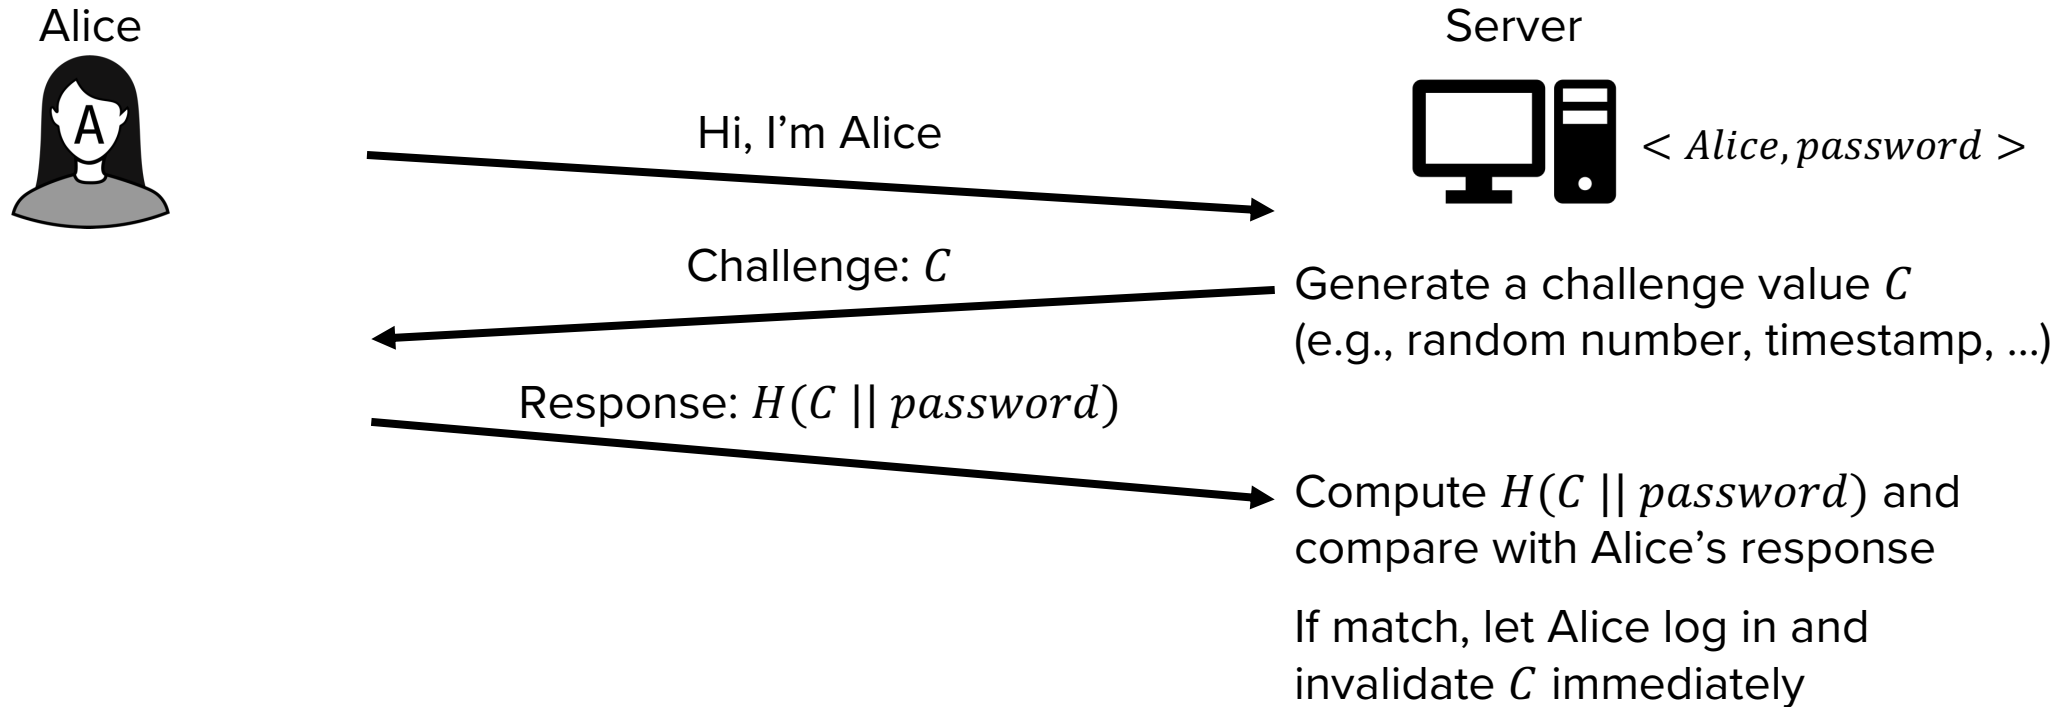 Alice
Server
A
Hi, I’m Alice
< Alice, password >
Challenge: C
Generate a challenge value C
(e.g., random number, timestamp, …)
Response: H(C || password)
Compute H(C || password) and
compare with Alice’s response
If match, let Alice log in and
invalidate C immediately